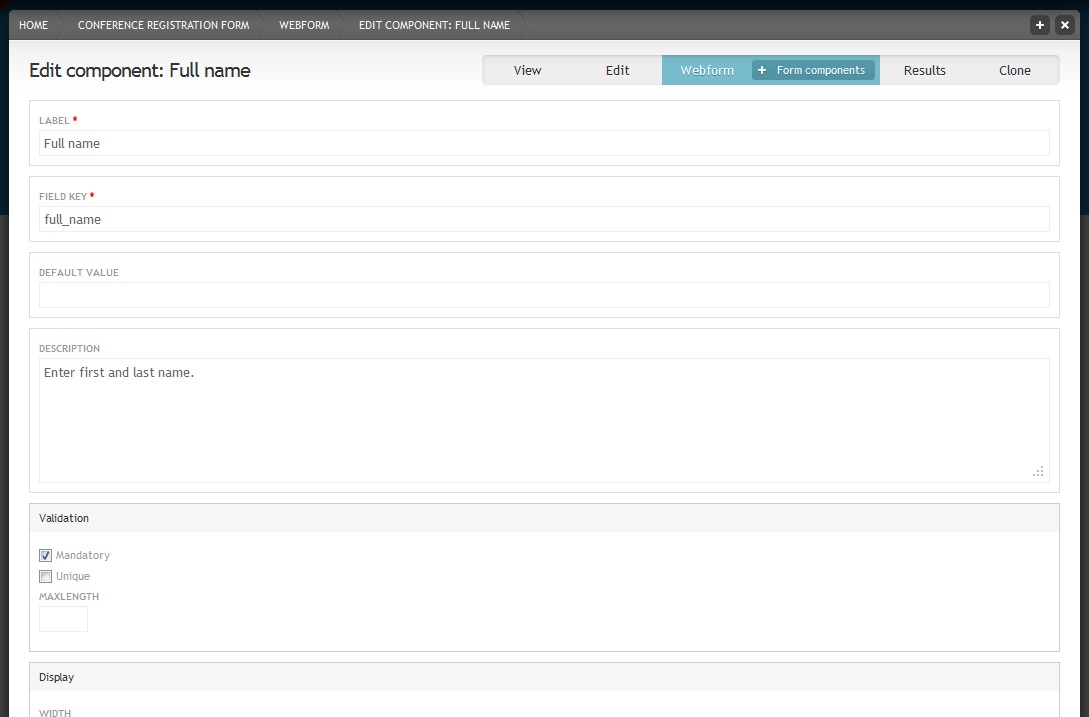 HOME CONFERENCE REGISTRATION FORM WEBFORM EDIT COMPONENT: FULL NAME
Edit component: Full name
View Edit Webform + Form components Results Clone
LABEL *
Full name
FIELD KEY *
full_name
DEFAULT VALUE
DESCRIPTION
Enter first and last name.
Validation
Mandatory
Unique
MAXLENGTH
Display
WIDTH